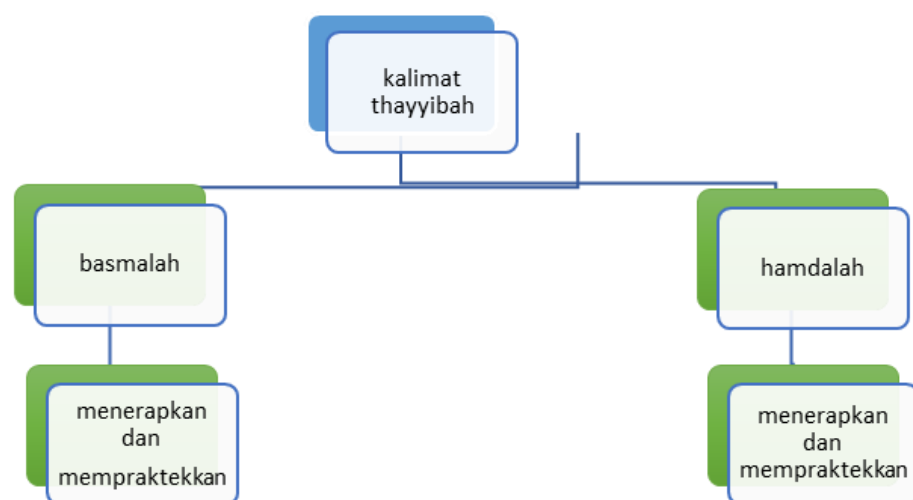 kalimat
thayyibah
basmalah
hamdalah
menerapkan
dan
mempraktekkan
menerapkan
dan
mempraktekkan